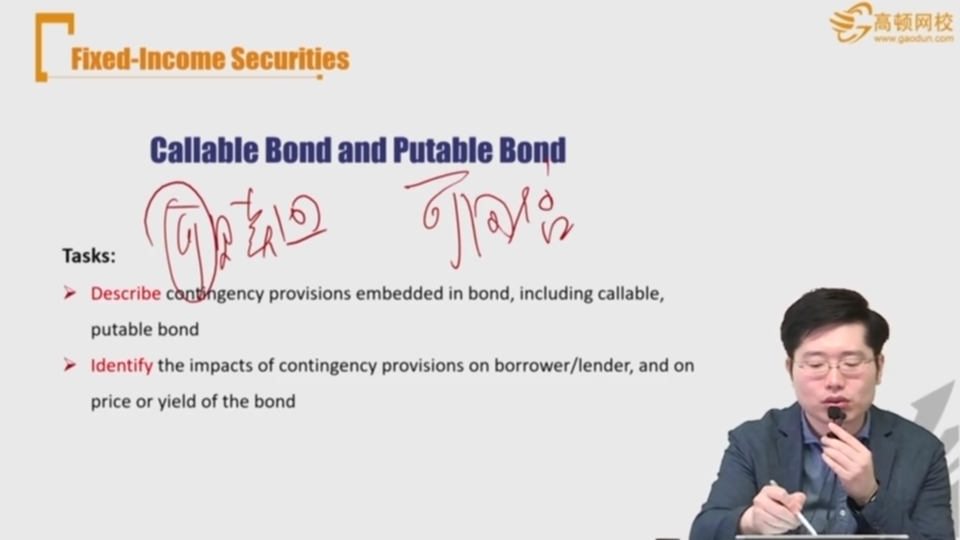 高顿网校
www.gaodun.com
Fixed-Income Securities
Callable Bond and Putable Bond
可赎回 可回售
Tasks:
Describe contingency provisions embedded in bond, including callable,
putable bond
Identify the impacts of contingency provisions on borrower/lender, and on
price or yield of the bond